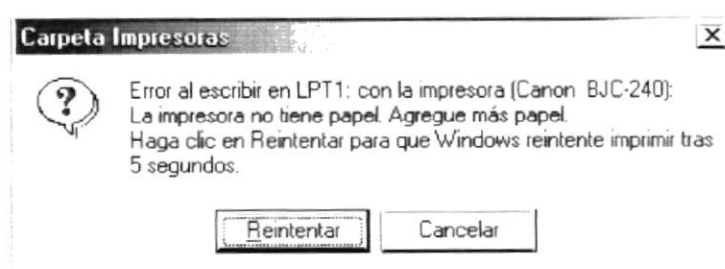 Carpeta Impresoras
Error al escribir en LPT1: con la impresora (Canon BJC-240):
La impresora no tiene papel. Agregue más papel.
Haga clic en Reintentar para que Windows reintente imprimir tras
5 segundos.
Reintentar Cancelar